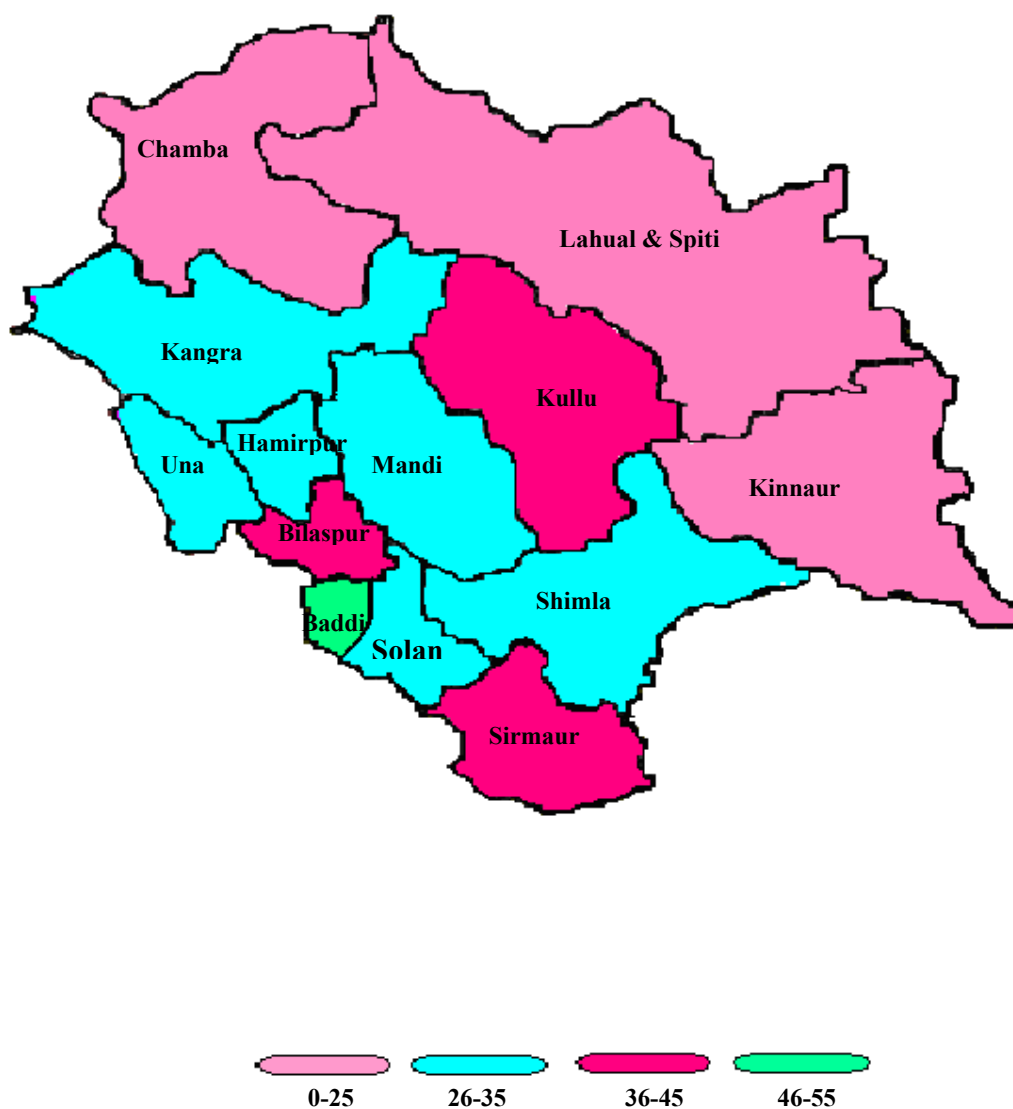 Chamba
Lahual & Spiti
Kangra
Kullu
Hamirpur
Una
Mandi
Kinnaur
Bilaspur
Shimla
Baddi
Solan
Sirmaur
0-25
26-35
36-45
46-55